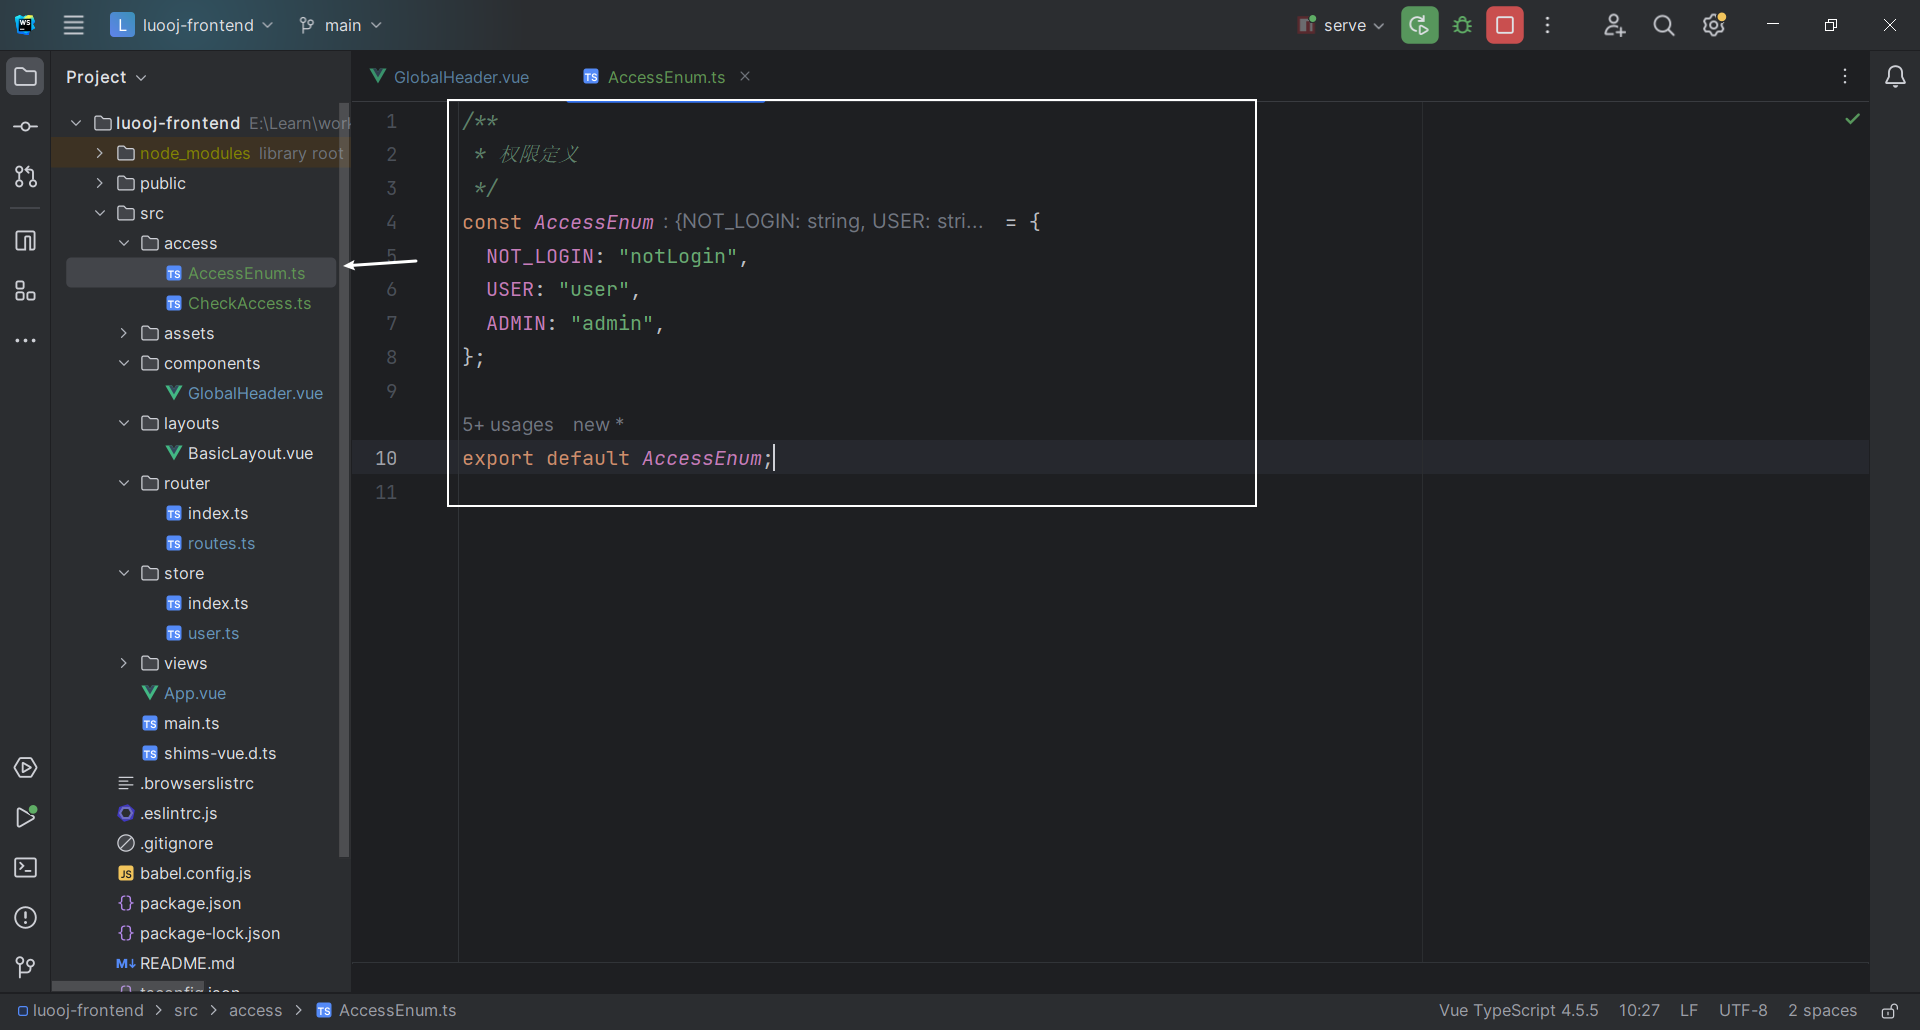 WS
L luooj-frontend
main
serve
Project
GlobalHeader.vue
TS AccessEnum.ts
luooj-frontend E:\Learn\work
node_modules library root
public
src
access
TS AccessEnum.ts
TS CheckAccess.ts
assets
components
GlobalHeader.vue
layouts
BasicLayout.vue
router
TS index.ts
TS routes.ts
store
TS index.ts
TS user.ts
views
App.vue
TS main.ts
TS shims-vue.d.ts
.browserslistrc
.eslintrc.js
.gitignore
JS babel.config.js
{} package.json
{} package-lock.json
M↓ README.md
{} tsconfig.json
1 /**
2 * 权限定义
3 */
4 const AccessEnum : {NOT_LOGIN: string, USER: stri... = {
5 NOT_LOGIN: "notLogin",
6 USER: "user",
7 ADMIN: "admin",
8 };
9
5+ usages new *
10 export default AccessEnum;
11
luooj-frontend > src > access > TS AccessEnum.ts
Vue TypeScript 4.5.5 10:27 LF UTF-8 2 spaces